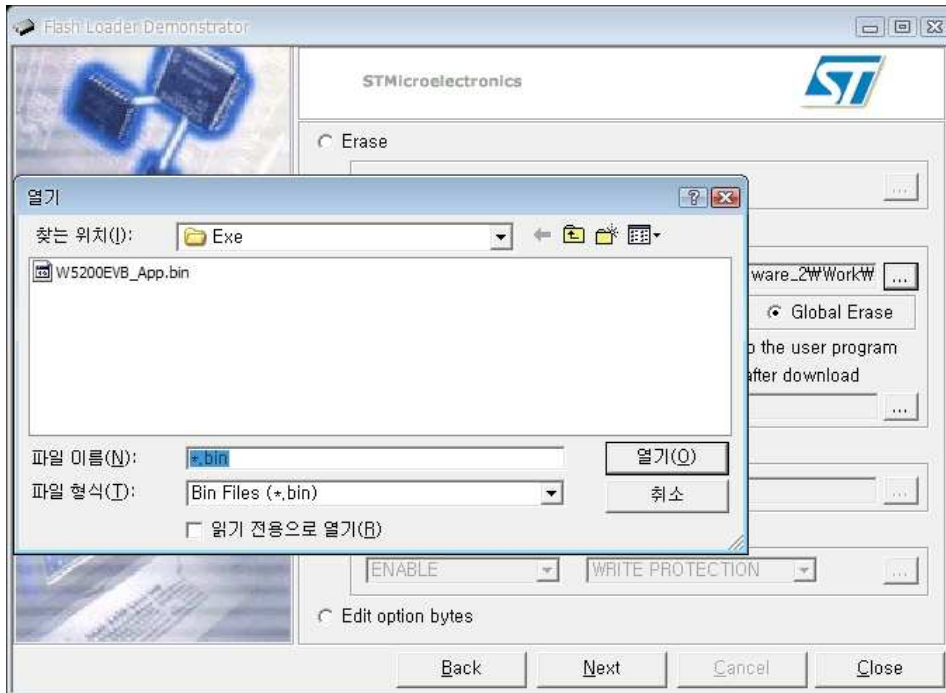 Flash Loader Demonstrator
STMicroelectronics
ST
Erase
...
열기
찾는 위치(I):
Exe
W5200EVB_App.bin
ware_2₩Work₩
...
Global Erase
the user program
after download
...
파일 이름(N):
*.bin
열기(O)
파일 형식(T):
Bin Files (*.bin)
취소
읽기 전용으로 열기(R)
...
ENABLE
WRITE PROTECTION
...
Edit option bytes
Back
Next
Cancel
Close